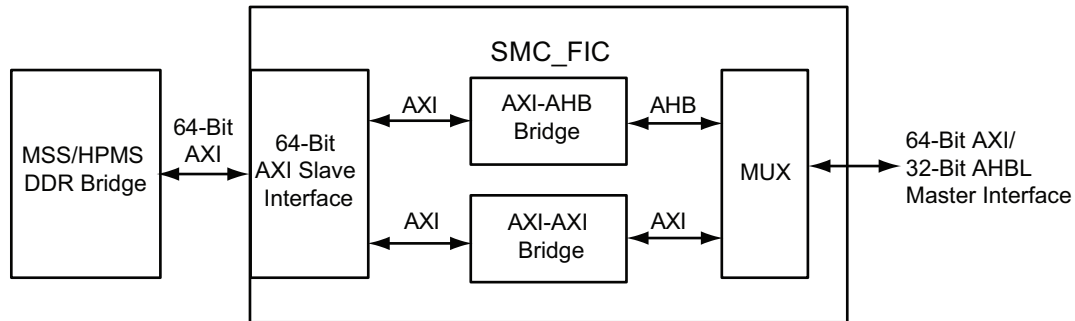 SMC_FIC
MSS/HPMS
DDR Bridge
64-Bit
AXI
64-Bit
AXI Slave
Interface
AXI
AXI-AHB
Bridge
AHB
AXI
AXI-AXI
Bridge
AXI
MUX
64-Bit AXI/
32-Bit AHBL
Master Interface